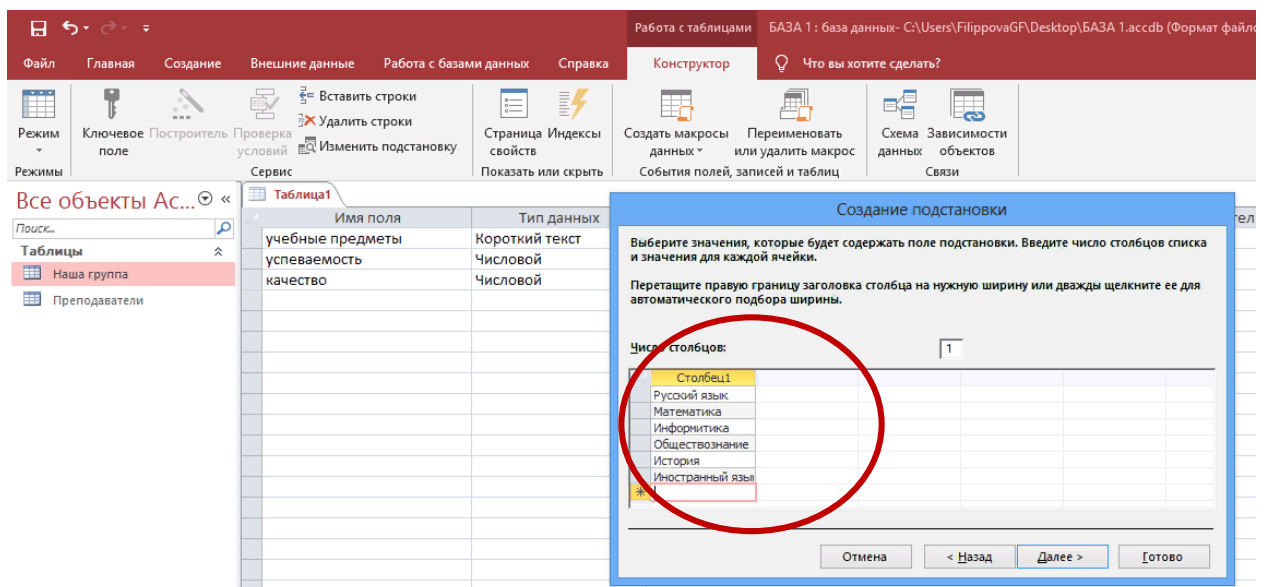 Работа с таблицами
БАЗА 1 : база данных- C:\Users\FilippovaGF\Desktop\БАЗА 1.accdb (Формат файло
Файл Главная Создание Внешние данные Работа с базами данных Справка Конструктор Что вы хотите сделать?
Режим
Режимы
Ключевое поле
Построитель
Проверка условий
Вставить строки
Удалить строки
Изменить подстановку
Сервис
Страница свойств
Индексы
Показать или скрыть
Создать макросы данных
Переименовать или удалить макрос
События полей, записей и таблиц
Схема данных
Зависимости объектов
Связи
Все объекты Ac...
Поиск...
Таблицы
Наша группа
Преподаватели
Таблица1
Имя поля Тип данных
учебные предметы Короткий текст
успеваемость Числовой
качество Числовой
Создание подстановки
Выберите значения, которые будет содержать поле подстановки. Введите число столбцов списка
и значения для каждой ячейки.
Перетащите правую границу заголовка столбца на нужную ширину или дважды щелкните ее для
автоматического подбора ширины.
Число столбцов: 1
Столбец1
Русский язык
Математика
Информитика
Обществознание
История
Иностранный язы
Отмена < Назад Далее > Готово